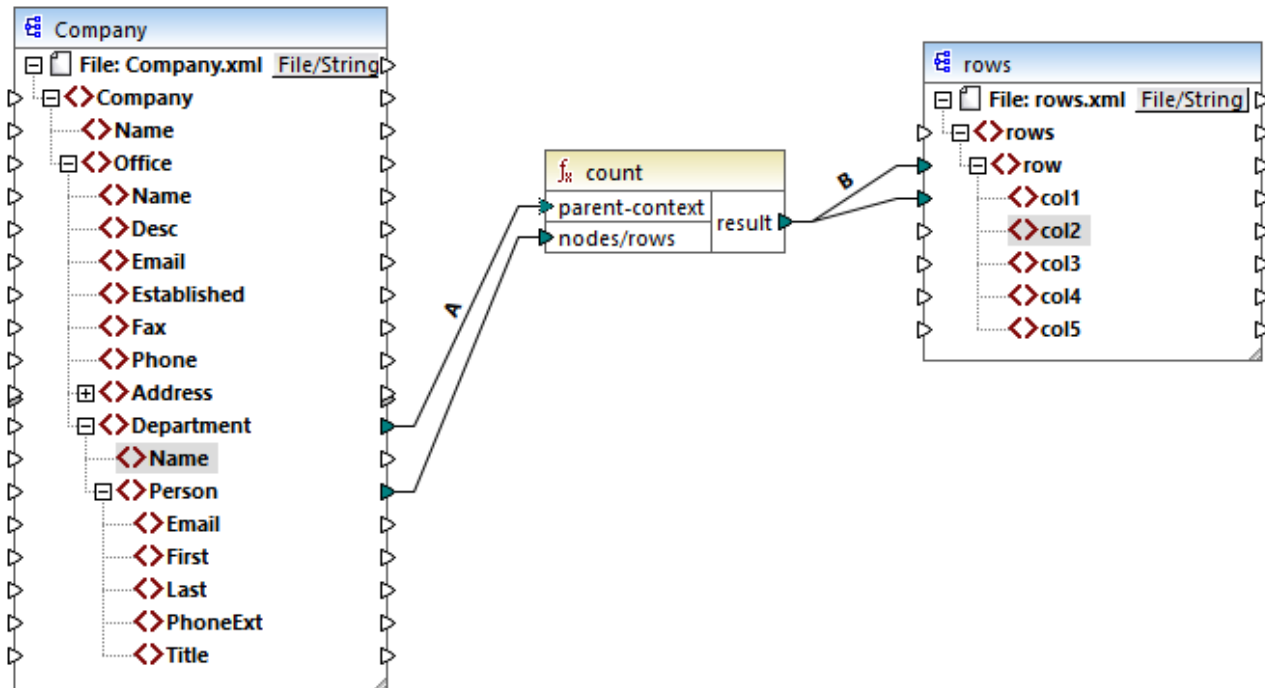 Company
File: Company.xml File/String
Company
Name
Office
Name
Desc
Email
Established
Fax
Phone
Address
Department
Name
Person
Email
First
Last
PhoneExt
Title
A
fx count
parent-context
nodes/rows
result
B
rows
File: rows.xml File/String
rows
row
col1
col2
col3
col4
col5